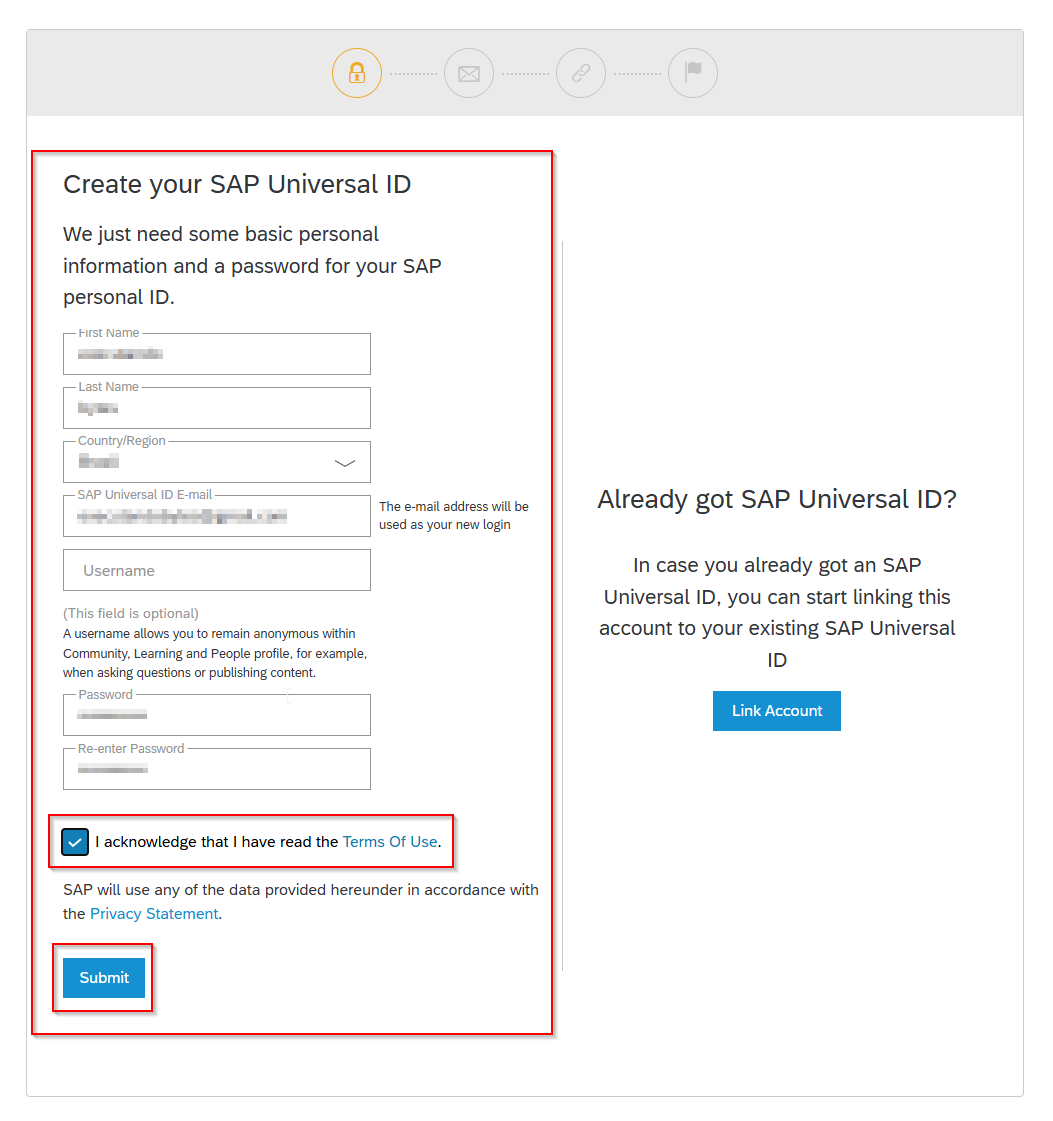 Create your SAP Universal ID
We just need some basic personal
information and a password for your SAP
personal ID.
First Name
Last Name
Country/Region
SAP Universal ID E-mail
The e-mail address will be
used as your new login
Username
(This field is optional)
A username allows you to remain anonymous within
Community, Learning and People profile, for example,
when asking questions or publishing content.
Password
Re-enter Password
I acknowledge that I have read the Terms Of Use.
SAP will use any of the data provided hereunder in accordance with
the Privacy Statement.
Submit
Already got SAP Universal ID?
In case you already got an SAP
Universal ID, you can start linking this
account to your existing SAP Universal
ID
Link Account